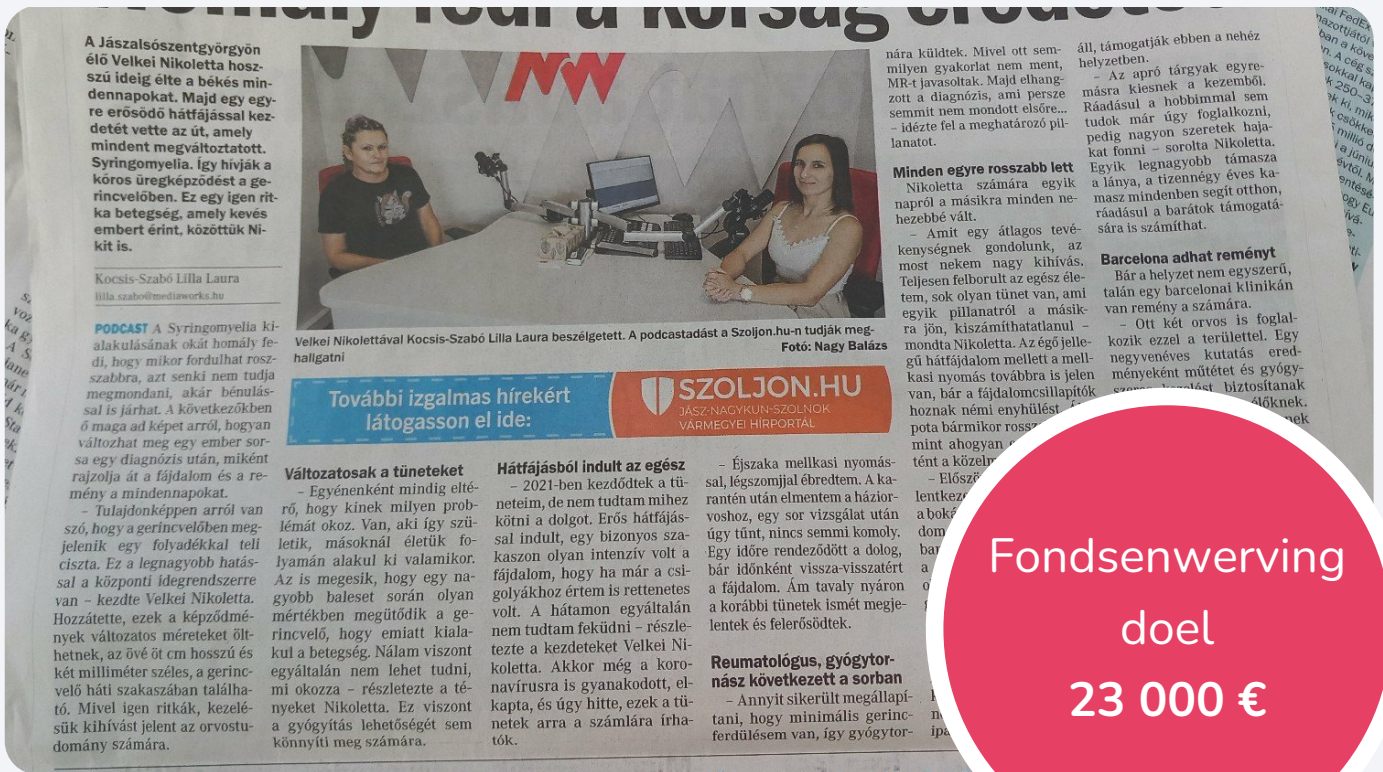 a kórság
A Jászalsószentgyörgyön
élő Velkei Nikoletta hosz-
szú ideig élte a békés min-
dennapokat. Majd egy egy-
re erősödő hátfájással kez-
detét vette az út, amely
mindent megváltoztatott.
Syringomyelia. Így hívják a
kóros üregképződést a ge-
rincvelőben. Ez egy igen rit-
ka betegség, amely kevés
embert érint, közöttük Ni-
kit is.
Kocsis-Szabó Lilla Laura
lilla.szabo@mediaworks.hu
PODCAST A Syringomyelia ki-
alakulásának okát homály fe-
di, hogy mikor fordulhat rosz-
szabbra, azt senki nem tudja
megmondani, akár bénulás-
sal is járhat. A következőkben
ő maga ad képet arról, hogyan
változhat meg egy ember sor-
sa egy diagnózis után, miként
rajzolja át a fájdalom és a re-
mény a mindennapokat.
– Tulajdonképpen arról van
szó, hogy a gerincvelőben meg-
jelenik egy folyadékkal teli
ciszta. Ez a legnagyobb hatás-
sal a központi idegrendszerre
van – kezdte Velkei Nikoletta.
Hozzátette, ezek a képződmé-
nyek változatos méreteket ölt-
hetnek, az övé öt cm hosszú és
két milliméter széles, a gerinc-
velő háti szakaszában találha-
tó. Mivel igen ritkák, kezelé-
sük kihívást jelent az orvostu-
domány számára.
MW
Velkei Nikolettával Kocsis-Szabó Lilla Laura beszélgetett. A podcastadást a Szoljon.hu-n tudják meg-
hallgatni
Fotó: Nagy Balázs
További izgalmas hírekért
látogasson el ide:
SZOLJON.HU
JÁSZ-NAGYKUN-SZOLNOK
VÁRMEGYEI HÍRPORTÁL
Változatosak a tüneteket
– Egyénenként mindig elté-
rő, hogy kinek milyen prob-
lémát okoz. Van, aki így szü-
letik, másoknál életük fo-
lyamán alakul ki valamikor.
Az is megesik, hogy egy na-
gyobb baleset során olyan
mértékben megütődik a ge-
rincvelő, hogy emiatt kiala-
kul a betegség. Nálam viszont
egyáltalán nem lehet tudni,
mi okozza – részletezte a té-
nyeket Nikoletta. Ez viszont
a gyógyítás lehetőségét sem
könnyíti meg számára.
Hátfájásból indult az egész
– 2021-ben kezdődtek a tü-
neteim, de nem tudtam mihez
kötni a dolgot. Erős hátfájás-
sal indult, egy bizonyos sza-
kaszon olyan intenzív volt a
fájdalom, hogy ha már a csi-
golyákhoz értem is rettenetes
volt. A hátamon egyáltalán
nem tudtam feküdni – részle-
tezte a kezdeteket Velkei Ni-
koletta. Akkor még a koro-
navírusra is gyanakodott, el-
kapta, és úgy hitte, ezek a tü-
netek arra a számlára írha-
tók.
– Éjszaka mellkasi nyomás-
sal, légszomjjal ébredtem. A ka-
rantén után elmentem a házior-
voshoz, egy sor vizsgálat után
úgy tűnt, nincs semmi komoly.
Egy időre rendeződött a dolog,
bár időnként vissza-visszatért
a fájdalom. Ám tavaly nyáron
a korábbi tünetek ismét megje-
lentek és felerősödtek.
Reumatológus, gyógytor-
nász következett a sorban
– Annyit sikerült megállapí-
tani, hogy minimális gerinc-
ferdülésem van, így gyógytor-
nára küldtek. Mivel ott sem-
milyen gyakorlat nem ment,
MR-t javasoltak. Majd elhang-
zott a diagnózis, ami persze
semmit nem mondott elsőre...
– idézte fel a meghatározó pil-
lanatot.
Minden egyre rosszabb lett
Nikoletta számára egyik
napról a másikra minden ne-
hezebbé vált.
– Amit egy átlagos tevé-
kenységnek gondolunk, az
most nekem nagy kihívás.
Teljesen felborult az egész éle-
tem, sok olyan tünet van, ami
egyik pillanatról a másik-
ra jön, kiszámíthatatlanul –
mondta Nikoletta. Az égő jelle-
gű hátfájdalom mellett a mell-
kasi nyomás továbbra is jelen
van, bár a fájdalomcsillapítók
hoznak némi enyhülést.
pota bármikor
mint ahogyan
tént a
áll, támogatják ebben a nehéz
helyzetben.
– Az apró tárgyak egyre-
másra kiesnek a kezemből.
Ráadásul a hobbimmal sem
tudok már úgy foglalkozni,
pedig nagyon szeretek haja-
kat fonni – sorolta Nikoletta.
Egyik legnagyobb támasza
a lánya, a tizennégy éves ka-
masz mindenben segít otthon,
ráadásul a barátok támogatá-
sára is számíthat.
Barcelona adhat reményt
Bár a helyzet nem egyszerű,
talán egy barcelonai klinikán
van remény a számára.
– Ott két orvos is foglal-
kozik ezzel a területtel. Egy
negyvenéves kutatás ered-
ményeként műtétet és gyógy-
biztosítanak
élőknek.
Fondsenwerving
doel
23 000 €